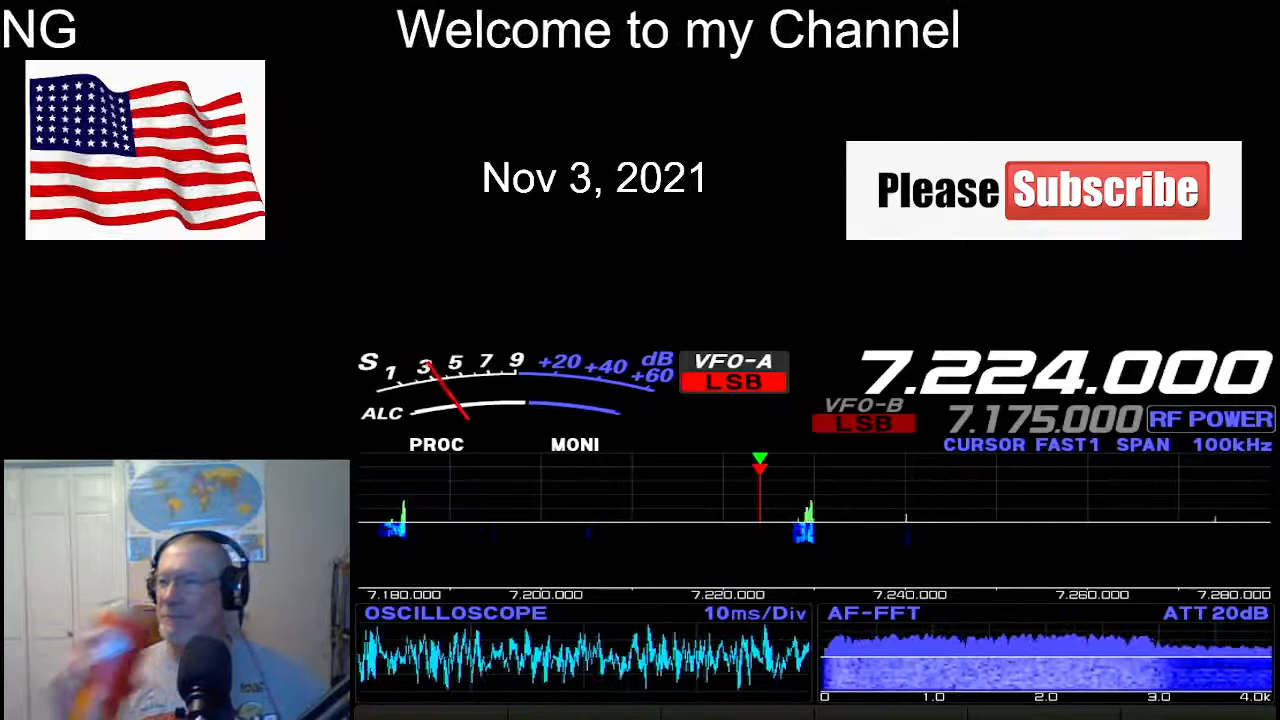 NG
Welcome to my Channel
Nov 3, 2021
Please Subscribe
S 1 3 5 7 9 +20 +40 +60 dB
VFO-A
LSB
7.224.000
ALC
VFO-B
LSB
7.175.000
RF POWER
PROC MONI
CURSOR FAST1 SPAN 100kHz
7.180.000 7.200.000 7.220.000 7.240.000 7.260.000 7.280.000
OSCILLOSCOPE 10ms/Div
AF-FFT ATT 20dB
0 1.0 2.0 3.0 4.0k